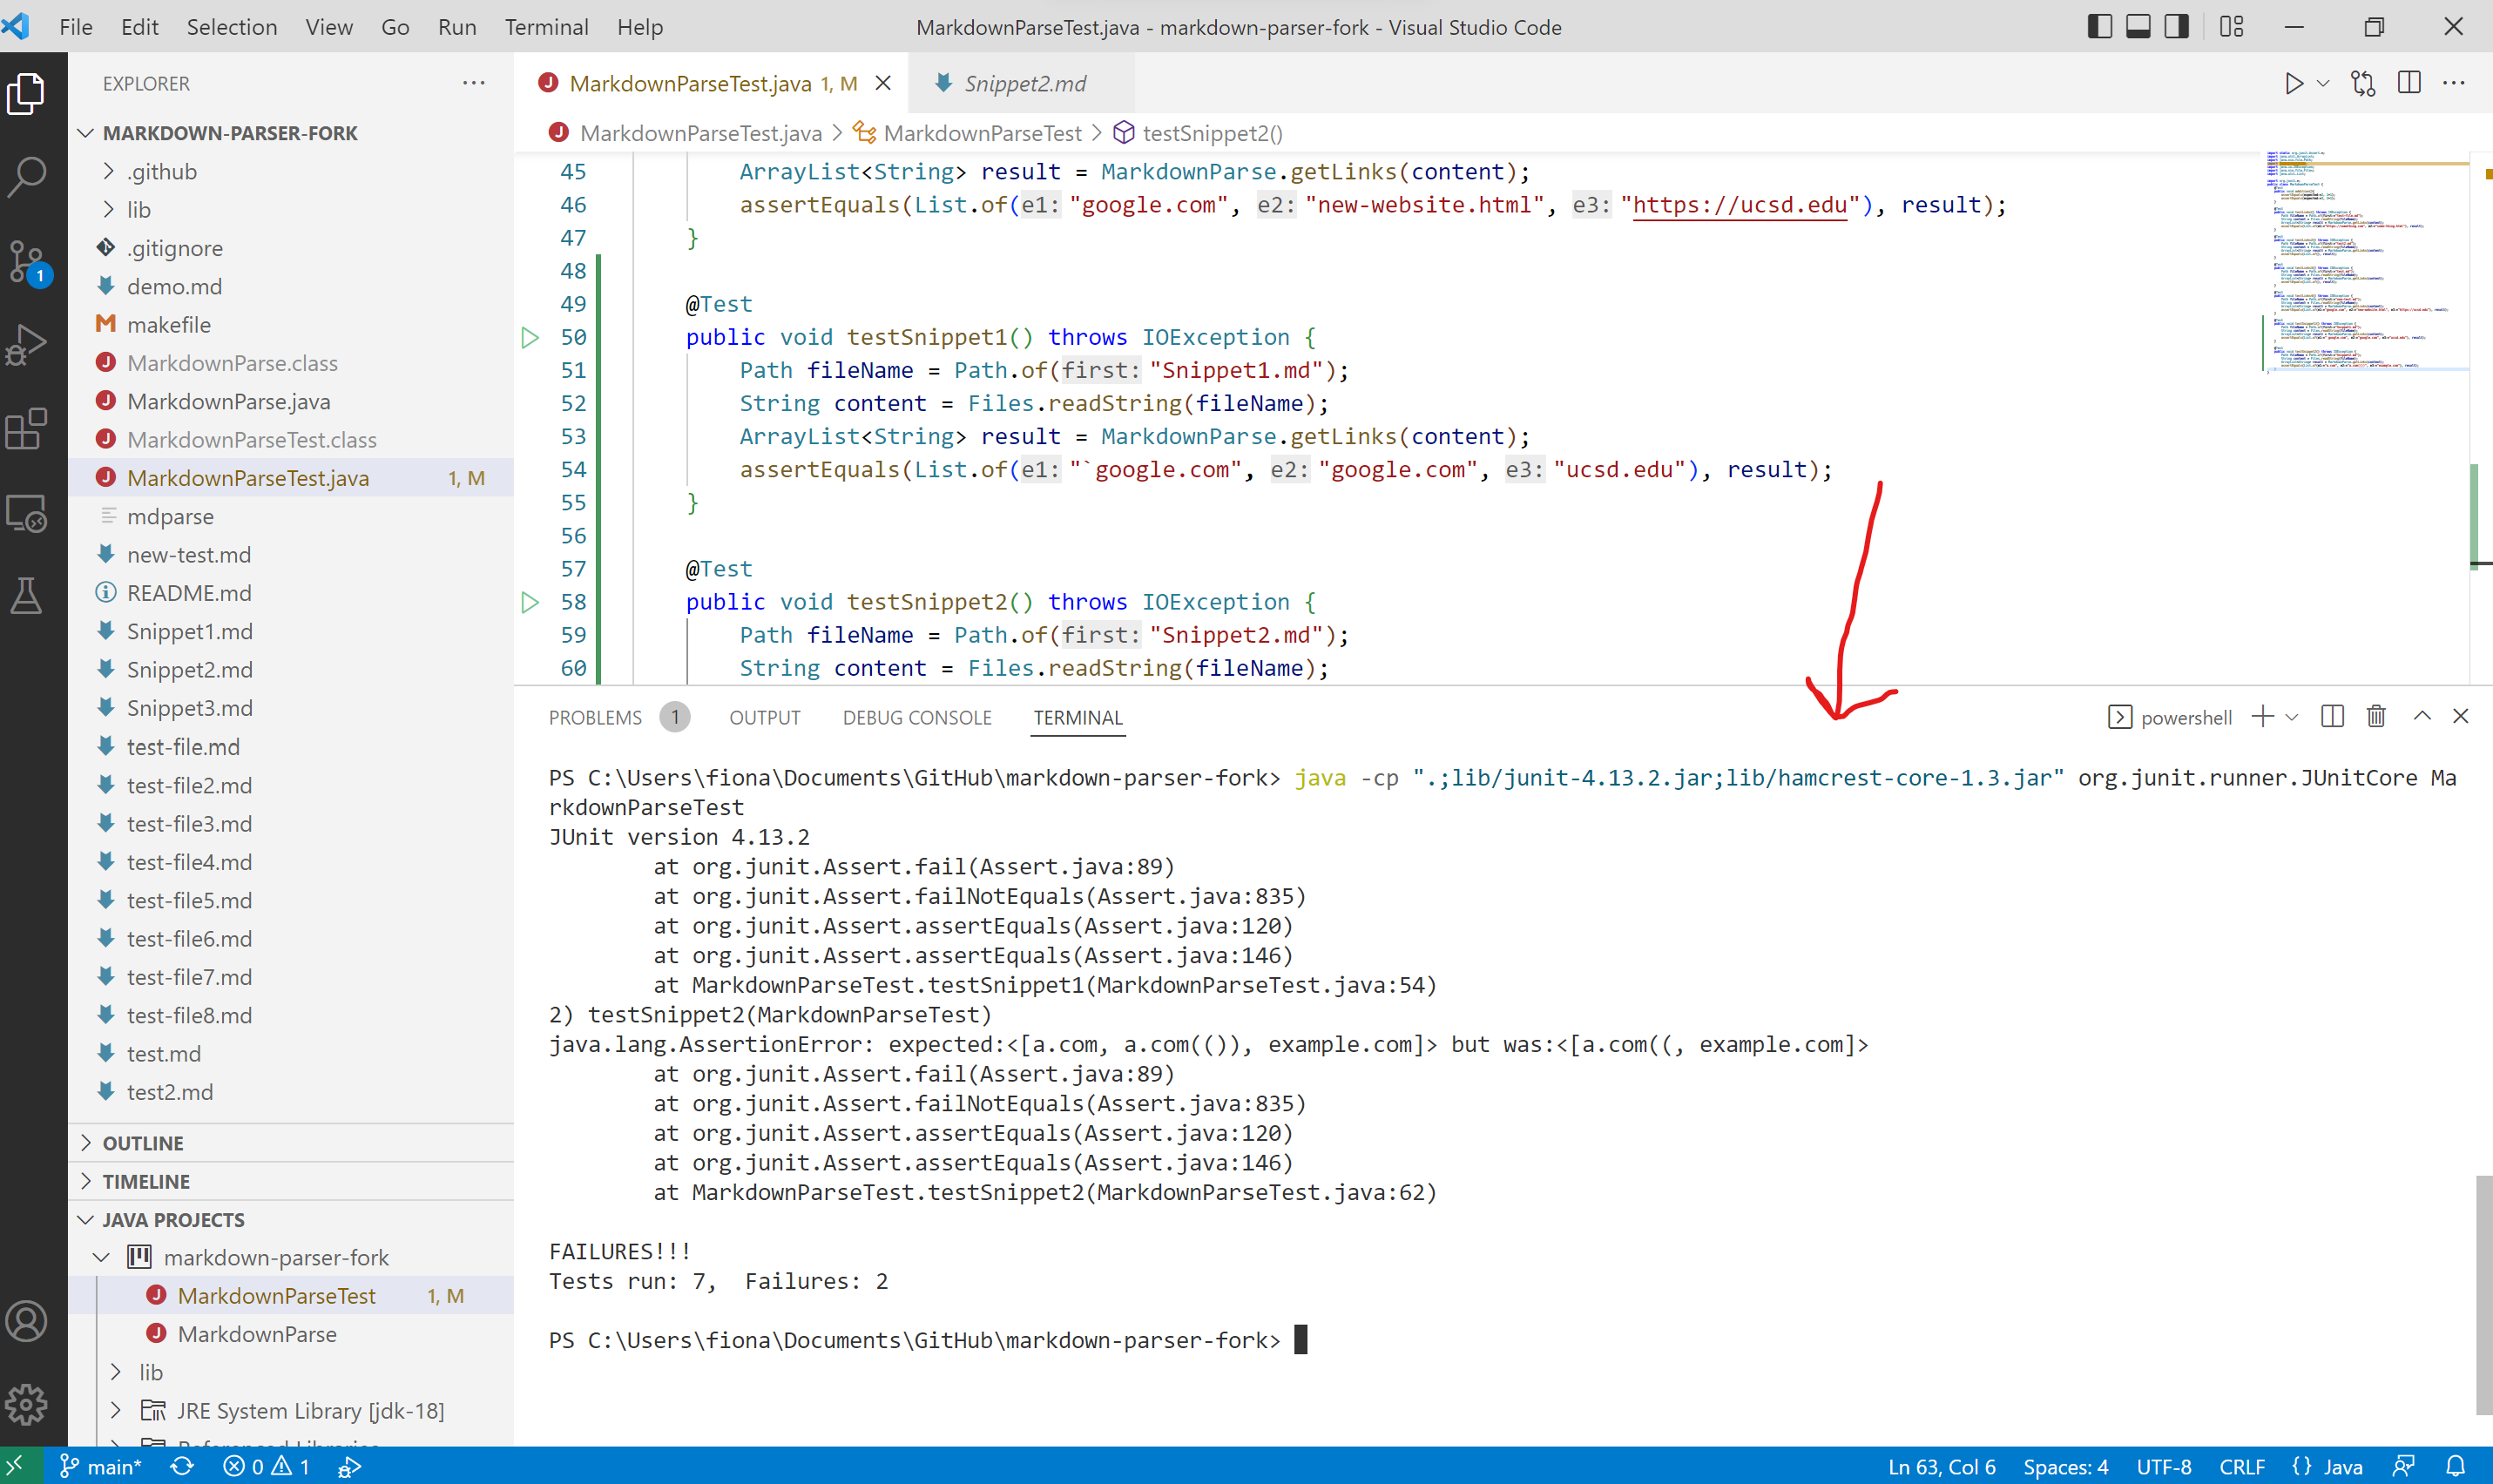 File Edit Selection View Go Run Terminal Help
MarkdownParseTest.java - markdown-parser-fork - Visual Studio Code
EXPLORER
MARKDOWN-PARSER-FORK
.github
lib
.gitignore
demo.md
makefile
MarkdownParse.class
MarkdownParse.java
MarkdownParseTest.class
MarkdownParseTest.java 1, M
mdparse
new-test.md
README.md
Snippet1.md
Snippet2.md
Snippet3.md
test-file.md
test-file2.md
test-file3.md
test-file4.md
test-file5.md
test-file6.md
test-file7.md
test-file8.md
test.md
test2.md
OUTLINE
TIMELINE
JAVA PROJECTS
markdown-parser-fork
MarkdownParseTest 1, M
MarkdownParse
lib
JRE System Library [jdk-18]
1
MarkdownParseTest.java 1, M Snippet2.md
MarkdownParseTest.java > MarkdownParseTest > testSnippet2()
45 ArrayList<String> result = MarkdownParse.getLinks(content);
46 assertEquals(List.of(e1: "google.com", e2: "new-website.html", e3: "https://ucsd.edu"), result);
47 }
48
49 @Test
50 public void testSnippet1() throws IOException {
51 Path fileName = Path.of(first: "Snippet1.md");
52 String content = Files.readString(fileName);
53 ArrayList<String> result = MarkdownParse.getLinks(content);
54 assertEquals(List.of(e1: "`google.com", e2: "google.com", e3: "ucsd.edu"), result);
55 }
56
57 @Test
58 public void testSnippet2() throws IOException {
59 Path fileName = Path.of(first: "Snippet2.md");
60 String content = Files.readString(fileName);
PROBLEMS 1 OUTPUT DEBUG CONSOLE TERMINAL powershell
PS C:\Users\fiona\Documents\GitHub\markdown-parser-fork> java -cp ".;lib/junit-4.13.2.jar;lib/hamcrest-core-1.3.jar" org.junit.runner.JUnitCore Ma
rkdownParseTest
JUnit version 4.13.2
at org.junit.Assert.fail(Assert.java:89)
at org.junit.Assert.failNotEquals(Assert.java:835)
at org.junit.Assert.assertEquals(Assert.java:120)
at org.junit.Assert.assertEquals(Assert.java:146)
at MarkdownParseTest.testSnippet1(MarkdownParseTest.java:54)
2) testSnippet2(MarkdownParseTest)
java.lang.AssertionError: expected:<[a.com, a.com(()), example.com]> but was:<[a.com((, example.com]>
at org.junit.Assert.fail(Assert.java:89)
at org.junit.Assert.failNotEquals(Assert.java:835)
at org.junit.Assert.assertEquals(Assert.java:120)
at org.junit.Assert.assertEquals(Assert.java:146)
at MarkdownParseTest.testSnippet2(MarkdownParseTest.java:62)
FAILURES!!!
Tests run: 7, Failures: 2
PS C:\Users\fiona\Documents\GitHub\markdown-parser-fork>
main* 0 1 Ln 63, Col 6 Spaces: 4 UTF-8 CRLF {} Java